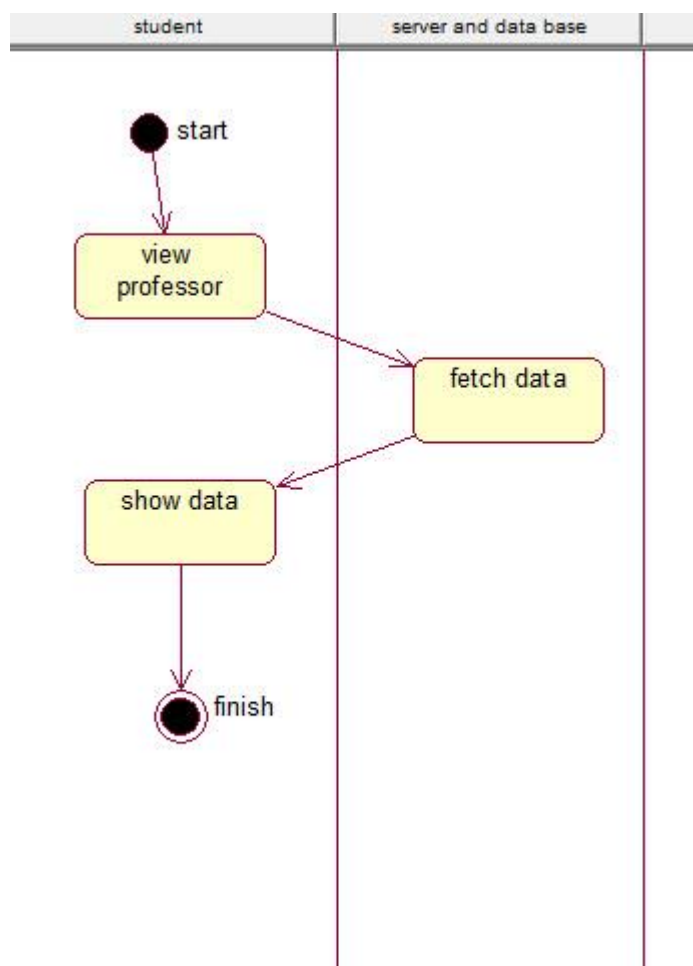 student
server and data base
start
view
professor
fetch data
show data
finish